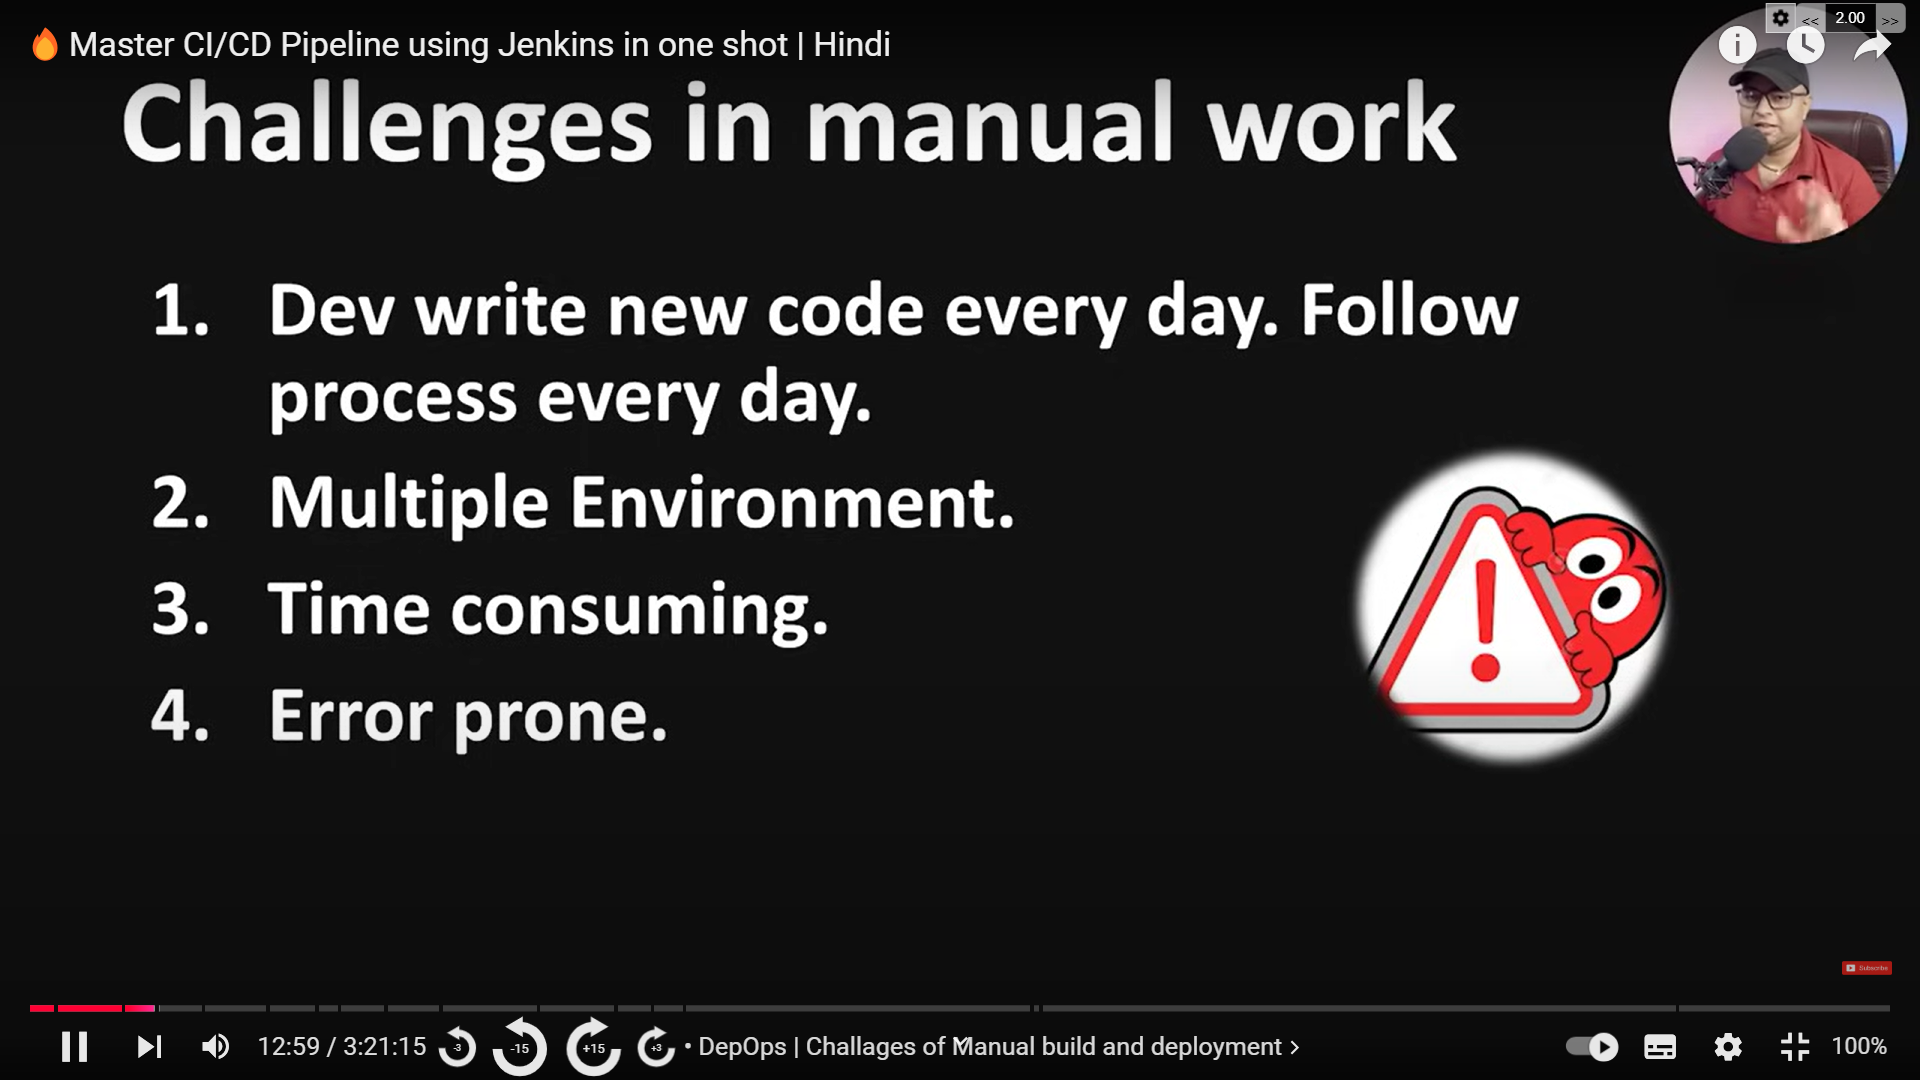 🔥 Master CI/CD Pipeline using Jenkins in one shot | Hindi
<< 2.00 >>
Challenges in manual work
1. Dev write new code every day. Follow
process every day.
2. Multiple Environment.
3. Time consuming.
4. Error prone.
Subscribe
12:59 / 3:21:15 -3 -15 +15 +3 • DepOps | Challages of Manual build and deployment › 100%